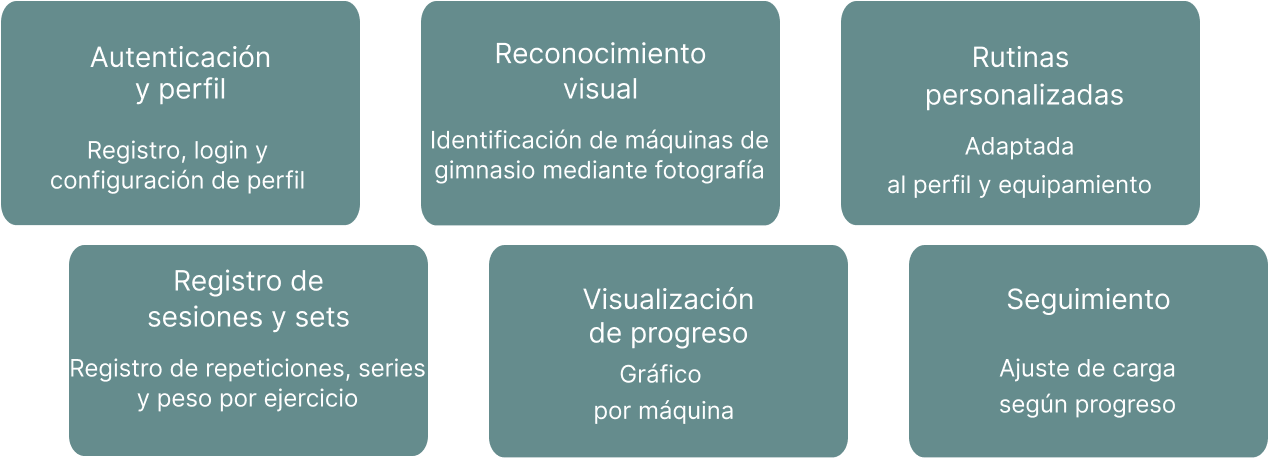 Autenticación
y perfil
Registro, login y
configuración de perfil
Reconocimiento
visual
Identificación de máquinas de
gimnasio mediante fotografía
Rutinas
personalizadas
Adaptada
al perfil y equipamiento
Registro de
sesiones y sets
Registro de repeticiones, series
y peso por ejercicio
Visualización
de progreso
Gráfico
por máquina
Seguimiento
Ajuste de carga
según progreso